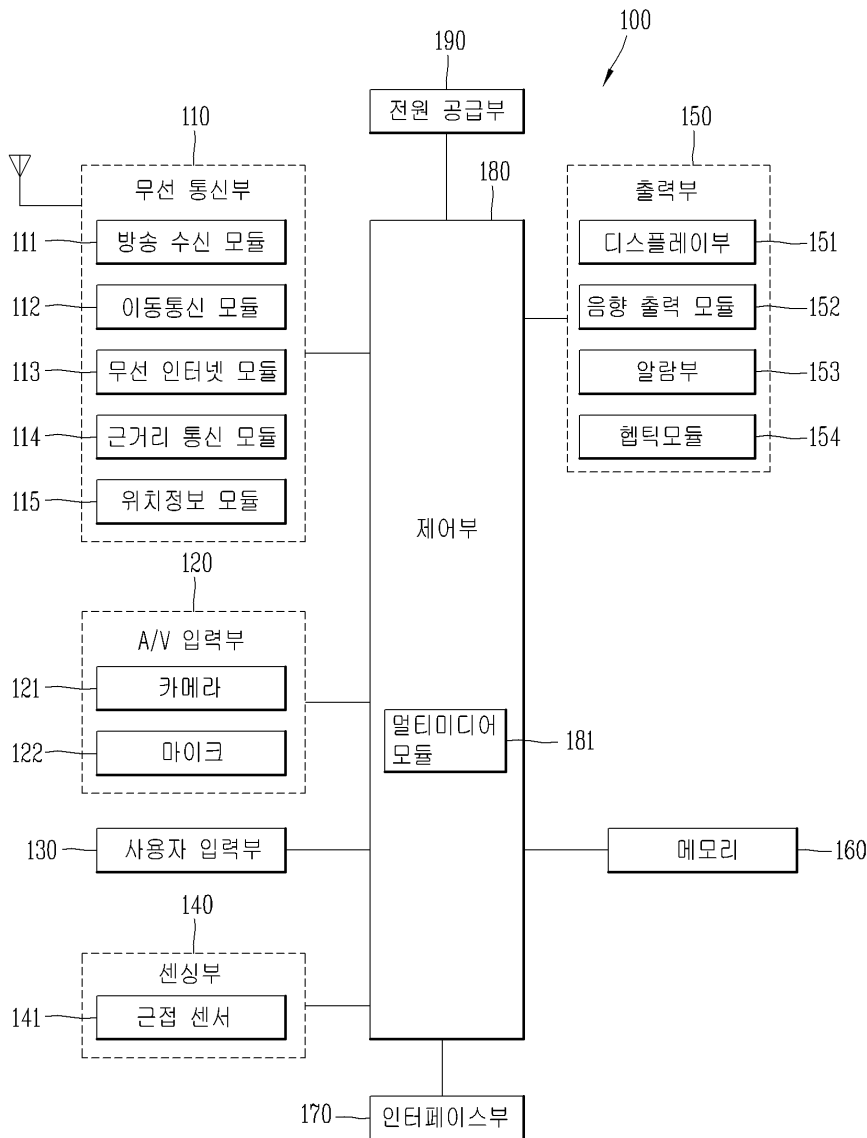 100
190
전원 공급부
110
무선 통신부
111
방송 수신 모듈
112
이동통신 모듈
113
무선 인터넷 모듈
114
근거리 통신 모듈
115
위치정보 모듈
120
A/V 입력부
121
카메라
122
마이크
130
사용자 입력부
140
센싱부
141
근접 센서
180
제어부
멀티미디어
모듈
181
150
출력부
디스플레이부
151
음향 출력 모듈
152
알람부
153
헵틱모듈
154
메모리
160
170
인터페이스부